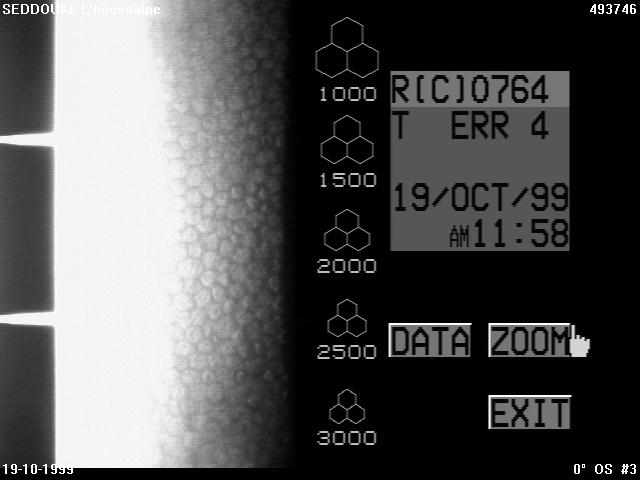 SEDDOUKI, L'houssaine
493746
1000
1500
2000
2500
3000
R(C)0764
T ERR 4
19/OCT/99
AM11:58
DATA ZOOM
EXIT
19-10-1999
0° OS #3